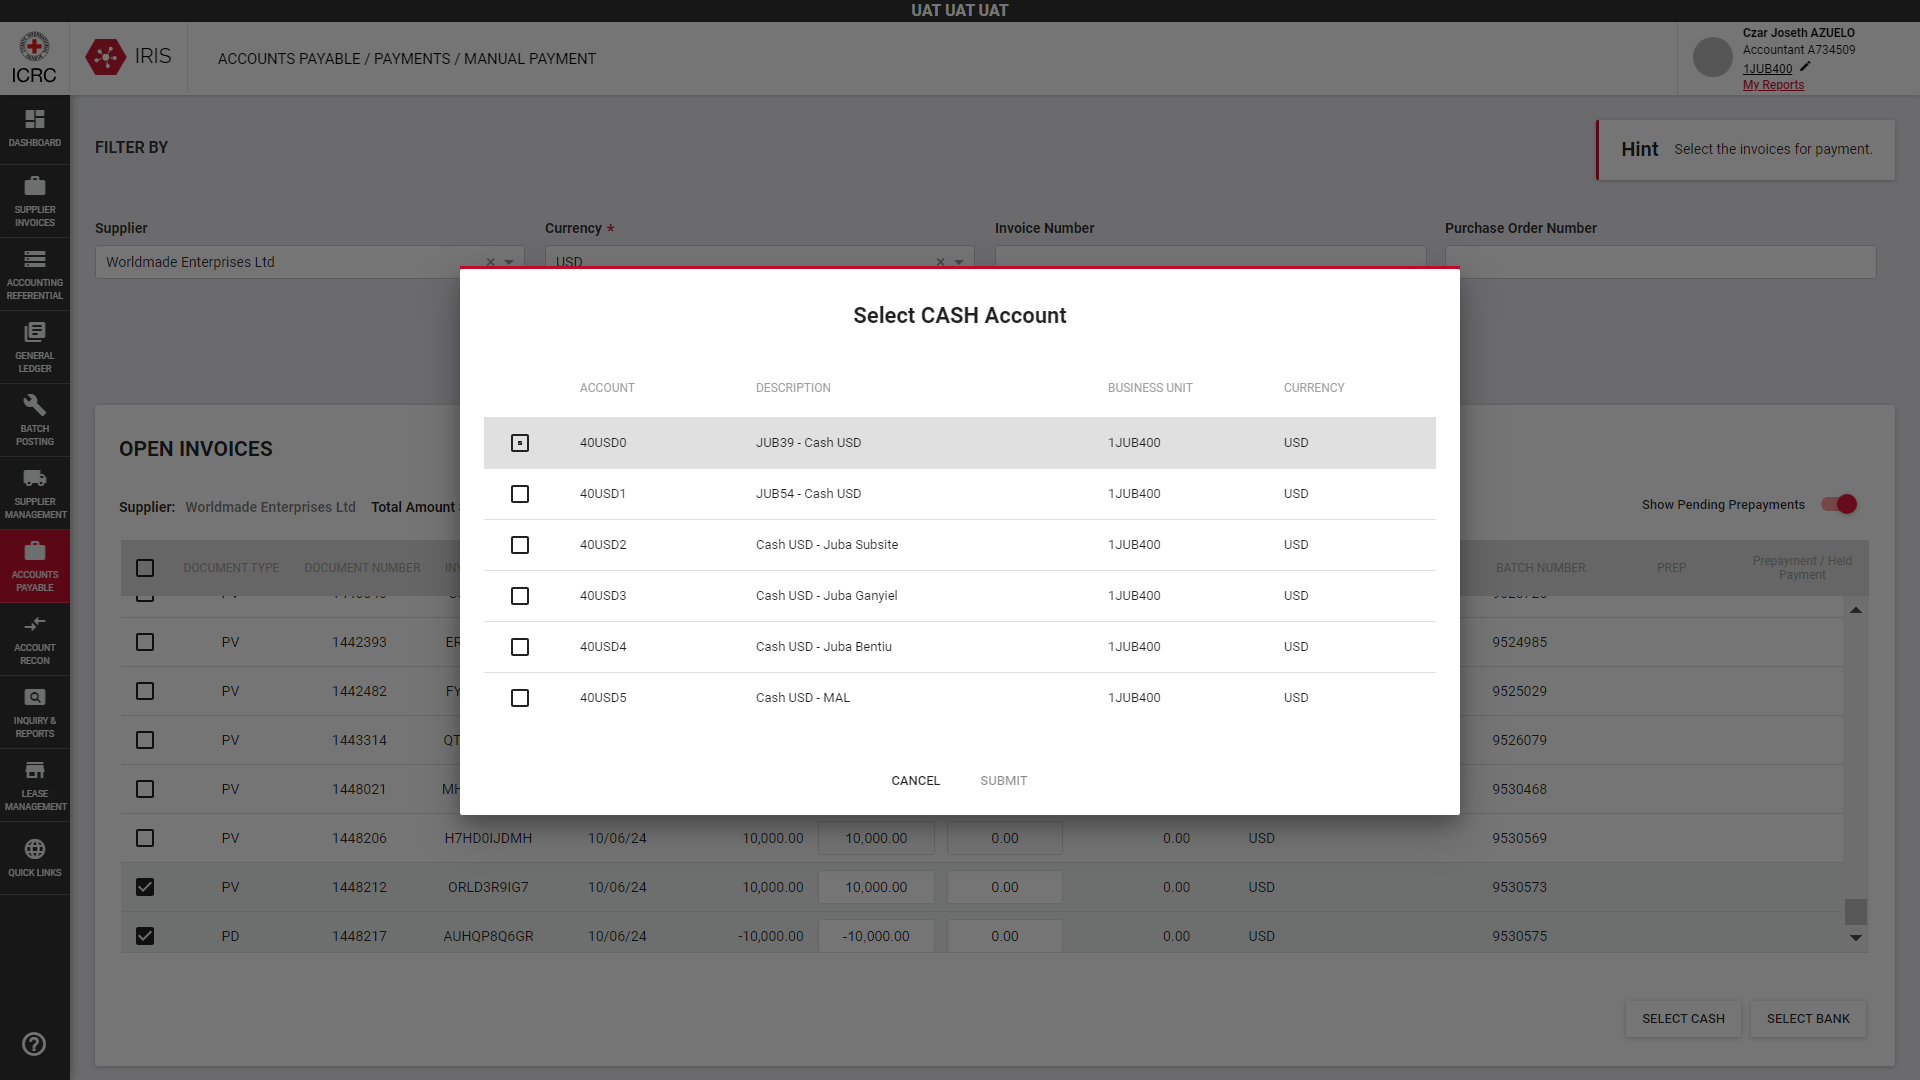 UAT UAT UAT
ICRC
IRIS
ACCOUNTS PAYABLE / PAYMENTS / MANUAL PAYMENT
Czar Joseth AZUELO
Accountant A734509
1JUB400
My Reports
DASHBOARD
SUPPLIER
INVOICES
ACCOUNTING
REFERENTIAL
GENERAL
LEDGER
BATCH
POSTING
SUPPLIER
MANAGEMENT
ACCOUNTS
PAYABLE
ACCOUNT
RECON
INQUIRY &
REPORTS
LEASE
MANAGEMENT
QUICK LINKS
FILTER BY
Hint Select the invoices for payment.
Supplier Currency * Invoice Number Purchase Order Number
Worldmade Enterprises Ltd USD
Select CASH Account
ACCOUNT DESCRIPTION BUSINESS UNIT CURRENCY
40USD0 JUB39 - Cash USD 1JUB400 USD
40USD1 JUB54 - Cash USD 1JUB400 USD
40USD2 Cash USD - Juba Subsite 1JUB400 USD
40USD3 Cash USD - Juba Ganyiel 1JUB400 USD
40USD4 Cash USD - Juba Bentiu 1JUB400 USD
40USD5 Cash USD - MAL 1JUB400 USD
CANCEL SUBMIT
OPEN INVOICES
Supplier: Worldmade Enterprises Ltd Total Amount
Show Pending Prepayments
DOCUMENT TYPE DOCUMENT NUMBER BATCH NUMBER PREP Prepayment / Held
Payment
PV 1442393 ER 9524985
PV 1442482 FY 9525029
PV 1443314 QT 9526079
PV 1448021 9530468
PV 1448206 H7HD0IJDMH 10/06/24 10,000.00 10,000.00 0.00 0.00 USD 9530569
PV 1448212 ORLD3R9IG7 10/06/24 10,000.00 10,000.00 0.00 0.00 USD 9530573
PD 1448217 AUHQP8Q6GR 10/06/24 -10,000.00 -10,000.00 0.00 0.00 USD 9530575
SELECT CASH SELECT BANK